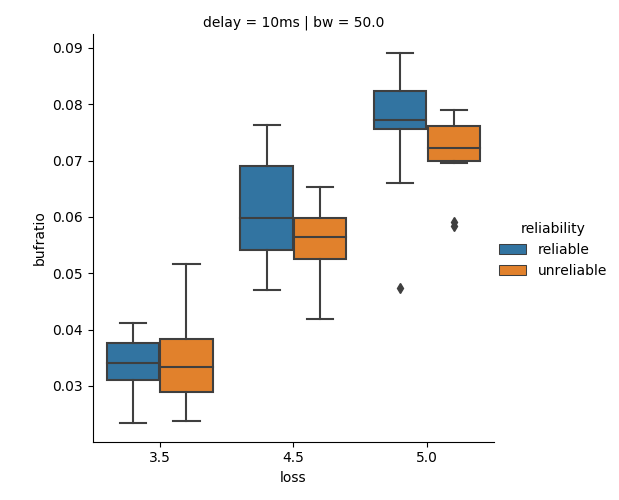 delay = 10ms | bw = 50.0
0.09
0.08
0.07
0.06
0.05
0.04
0.03
bufratio
3.5
4.5
5.0
loss
reliability
reliable
unreliable